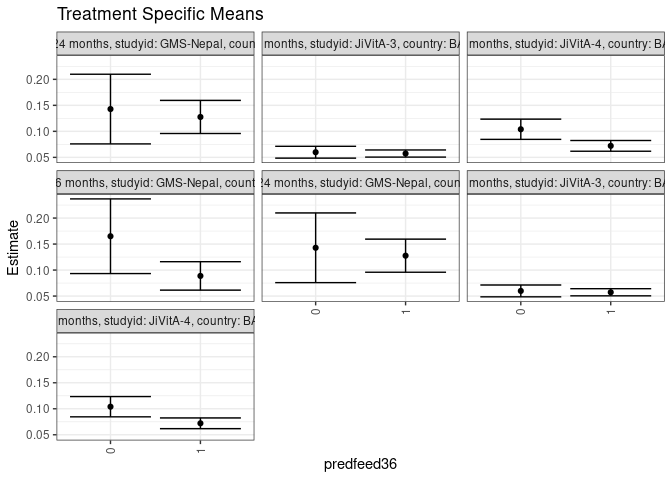 Treatment Specific Means
24 months, studyid: GMS-Nepal, coun
months, studyid: JiVitA-3, country: BA
months, studyid: JiVitA-4, country: BA
0.20
0.15
0.10
0.05
6 months, studyid: GMS-Nepal, count
24 months, studyid: GMS-Nepal, coun
months, studyid: JiVitA-3, country: BA
0.20
0.15
0.10
0.05
0
1
0
1
months, studyid: JiVitA-4, country: BA
0.20
0.15
0.10
0.05
0
1
Estimate
predfeed36